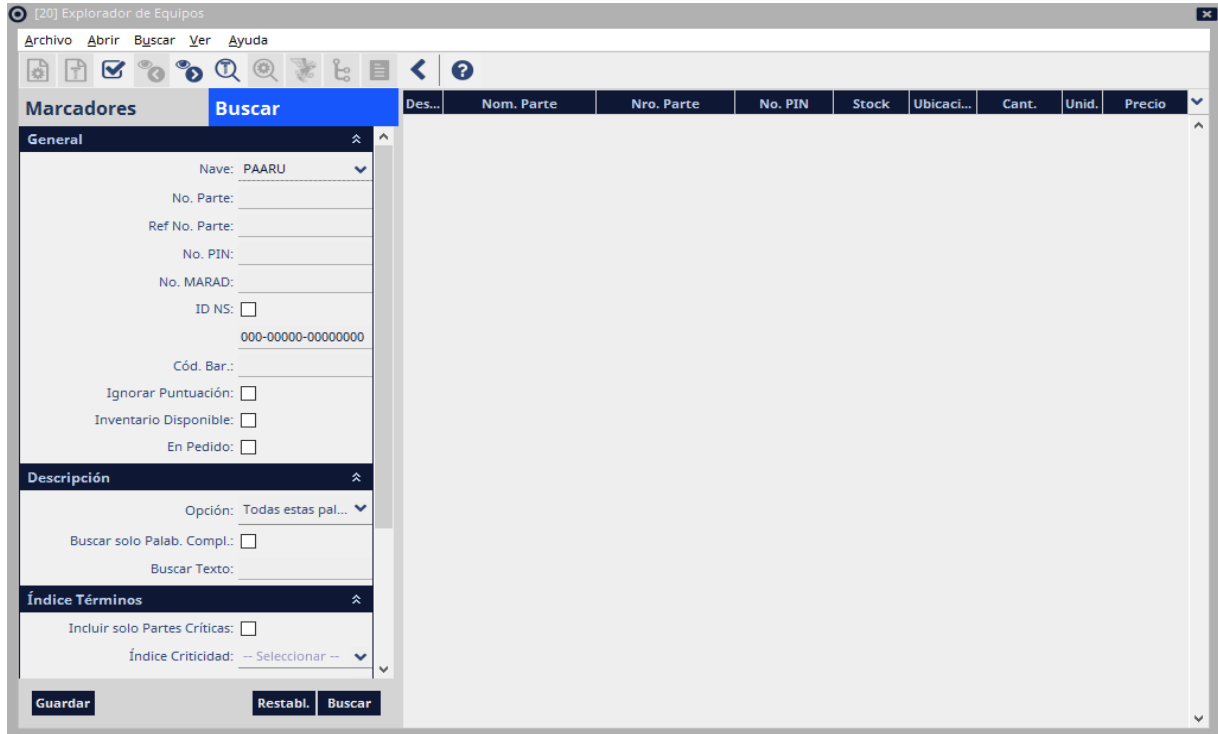 [20] Explorador de Equipos
Archivo Abrir Buscar Ver Ayuda
Marcadores Buscar
Des... Nom. Parte Nro. Parte No. PIN Stock Ubicaci... Cant. Unid. Precio
General
Nave: PAARU
No. Parte:
Ref No. Parte:
No. PIN:
No. MARAD:
ID NS:
000-00000-00000000
Cód. Bar.:
Ignorar Puntuación:
Inventario Disponible:
En Pedido:
Descripción
Opción: Todas estas pal...
Buscar solo Palab. Compl.:
Buscar Texto:
Índice Términos
Incluir solo Partes Críticas:
Índice Criticidad: -- Seleccionar --
Guardar Restabl. Buscar